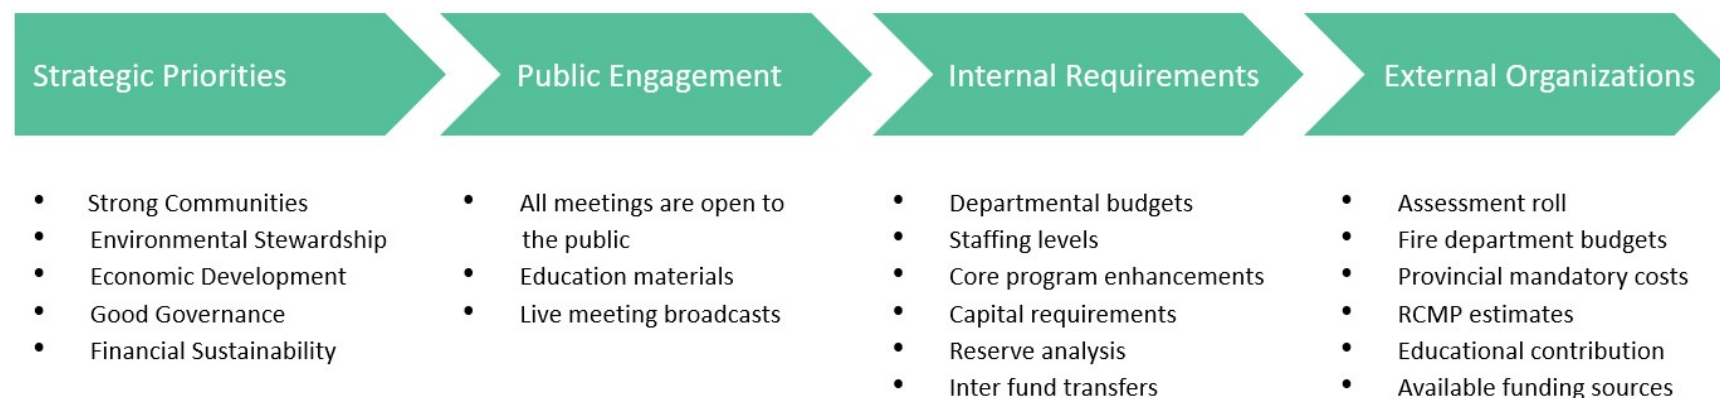 Strategic Priorities
Public Engagement
Internal Requirements
External Organizations
• Strong Communities
• Environmental Stewardship
• Economic Development
• Good Governance
• Financial Sustainability
• All meetings are open to
the public
• Education materials
• Live meeting broadcasts
• Departmental budgets
• Staffing levels
• Core program enhancements
• Capital requirements
• Reserve analysis
• Inter fund transfers
• Assessment roll
• Fire department budgets
• Provincial mandatory costs
• RCMP estimates
• Educational contribution
• Available funding sources